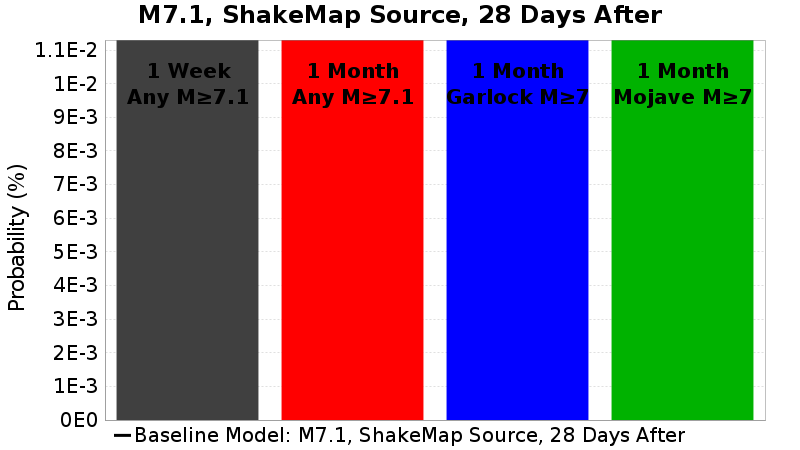 M7.1, ShakeMap Source, 28 Days After
Probability (%)
1.1E-2
1E-2
9E-3
8E-3
7E-3
6E-3
5E-3
4E-3
3E-3
2E-3
1E-3
0E0
1 Week
Any M≥7.1
1 Month
Any M≥7.1
1 Month
Garlock M≥7
1 Month
Mojave M≥7
Baseline Model: M7.1, ShakeMap Source, 28 Days After